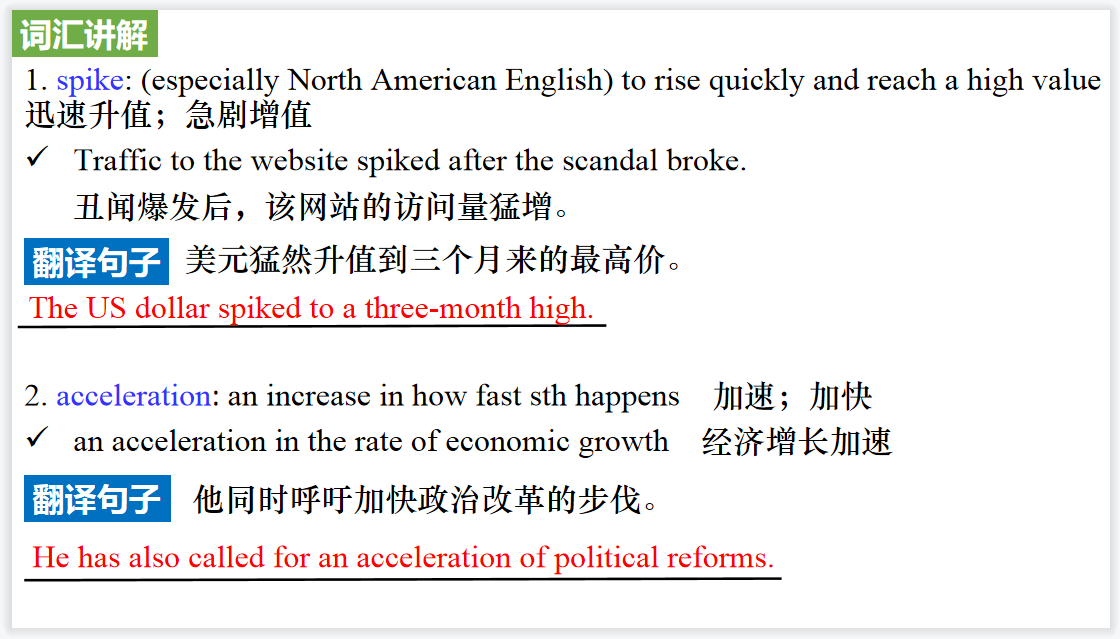 词汇讲解
1. spike: (especially North American English) to rise quickly and reach a high value
迅速升值；急剧增值
✓ Traffic to the website spiked after the scandal broke.
丑闻爆发后，该网站的访问量猛增。
翻译句子 美元猛然升值到三个月来的最高价。
The US dollar spiked to a three-month high.
2. acceleration: an increase in how fast sth happens 加速；加快
✓ an acceleration in the rate of economic growth 经济增长加速
翻译句子 他同时呼吁加快政治改革的步伐。
He has also called for an acceleration of political reforms.